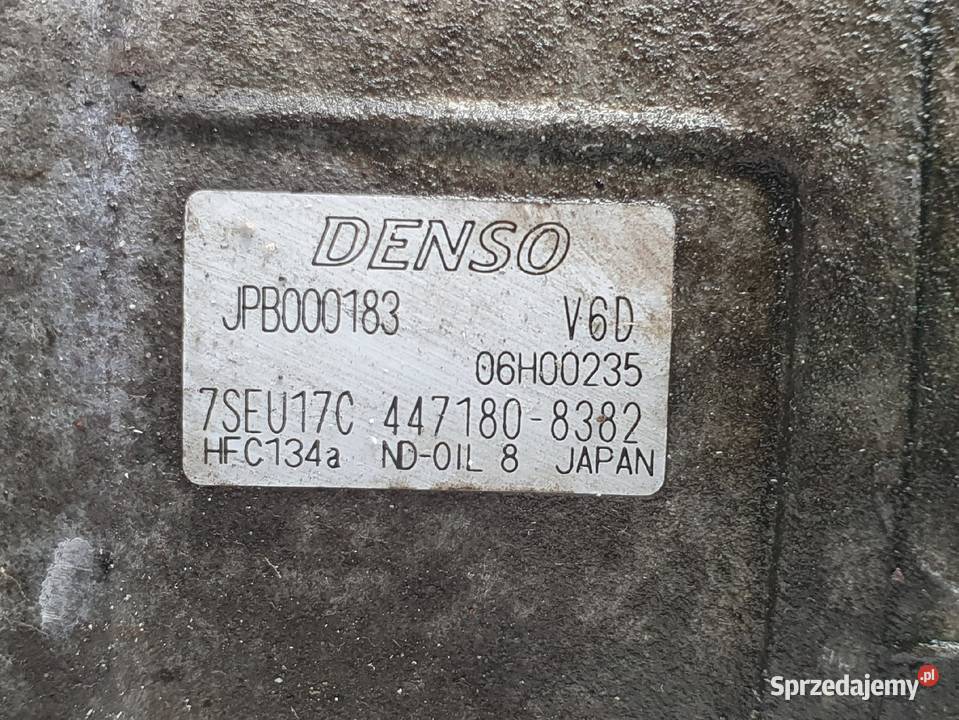 DENSO
JPB000183 V6D
06H00235
7SEU17C 447180-8382
HFC134a ND-OIL 8 JAPAN
Sprzedajemy.pl